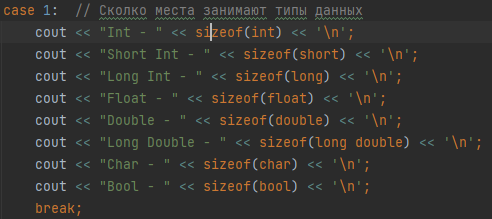 case 1:  // Сколко места занимают типы данных
    cout << "Int - " << sizeof(int) << '\n';
    cout << "Short Int - " << sizeof(short) << '\n';
    cout << "Long Int - " << sizeof(long) << '\n';
    cout << "Float - " << sizeof(float) << '\n';
    cout << "Double - " << sizeof(double) << '\n';
    cout << "Long Double - " << sizeof(long double) << '\n';
    cout << "Char - " << sizeof(char) << '\n';
    cout << "Bool - " << sizeof(bool) << '\n';
    break;